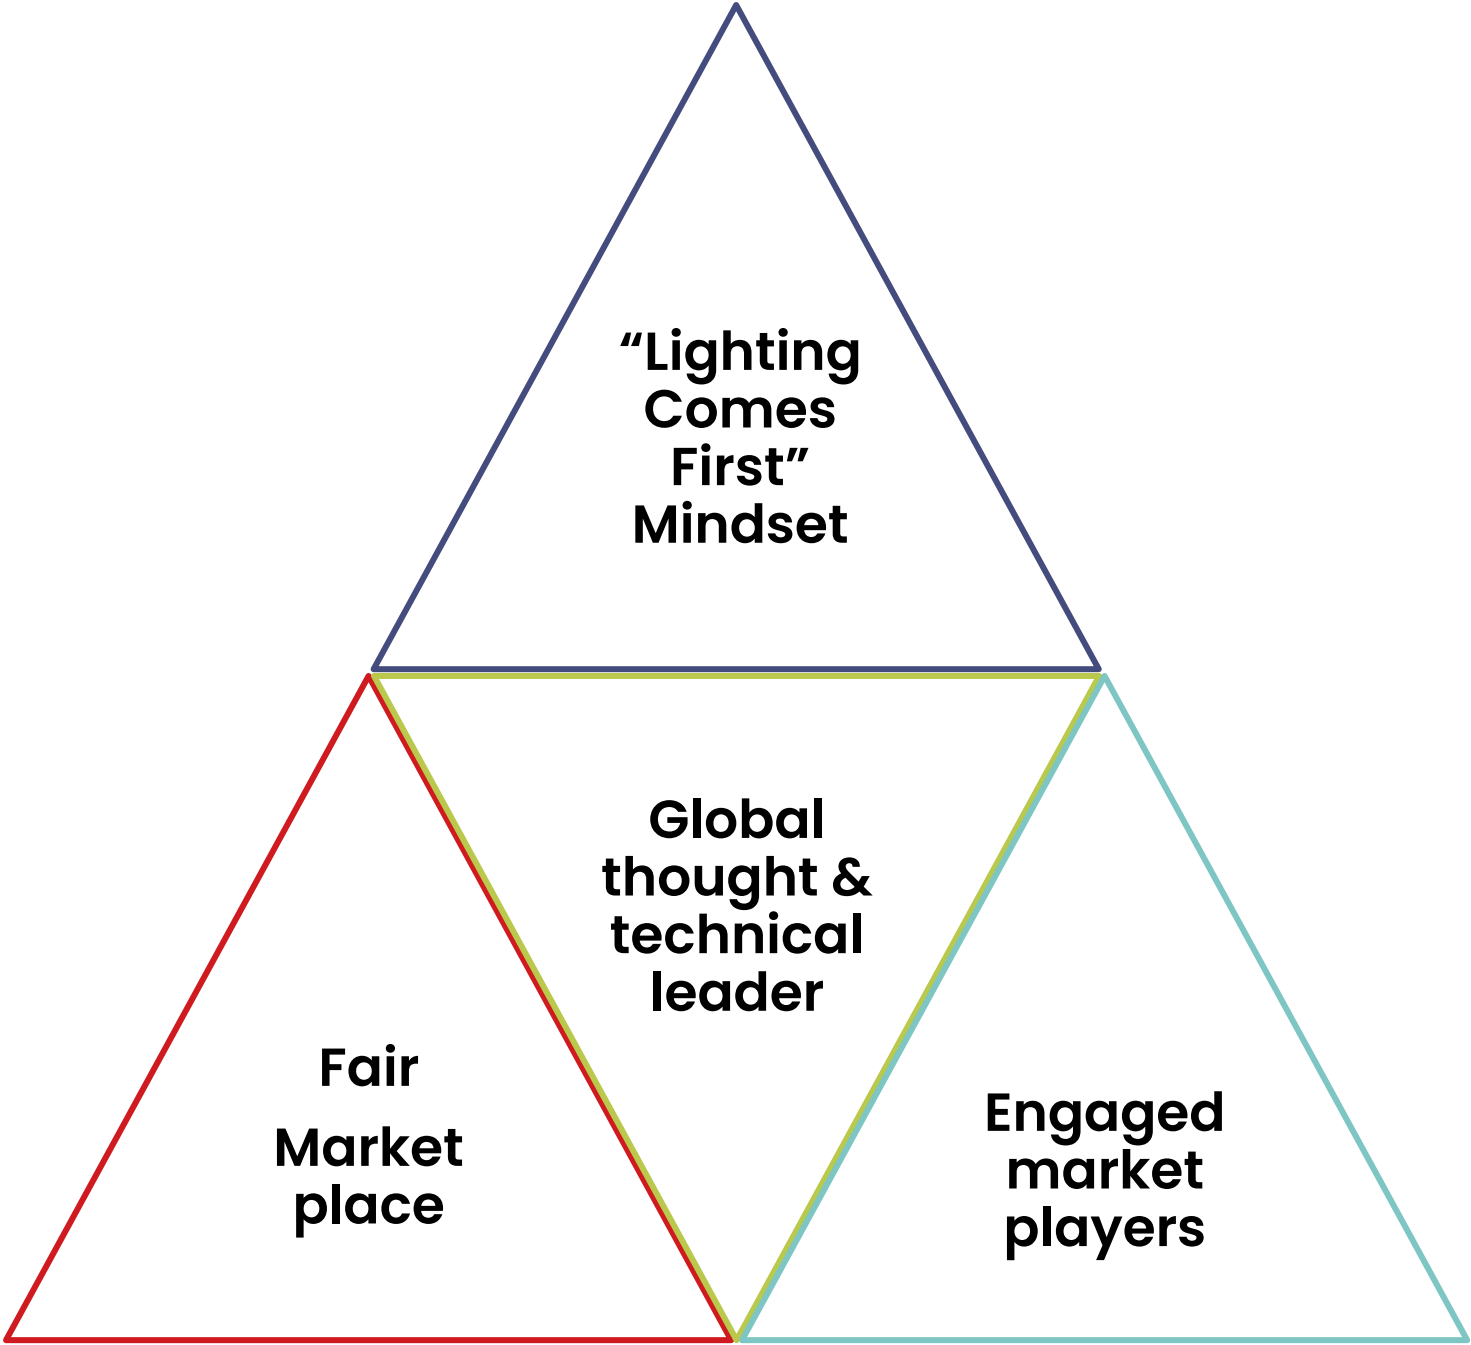 “Lighting
Comes
First”
Mindset
Global
thought &
technical
leader
Fair
Market
place
Engaged
market
players